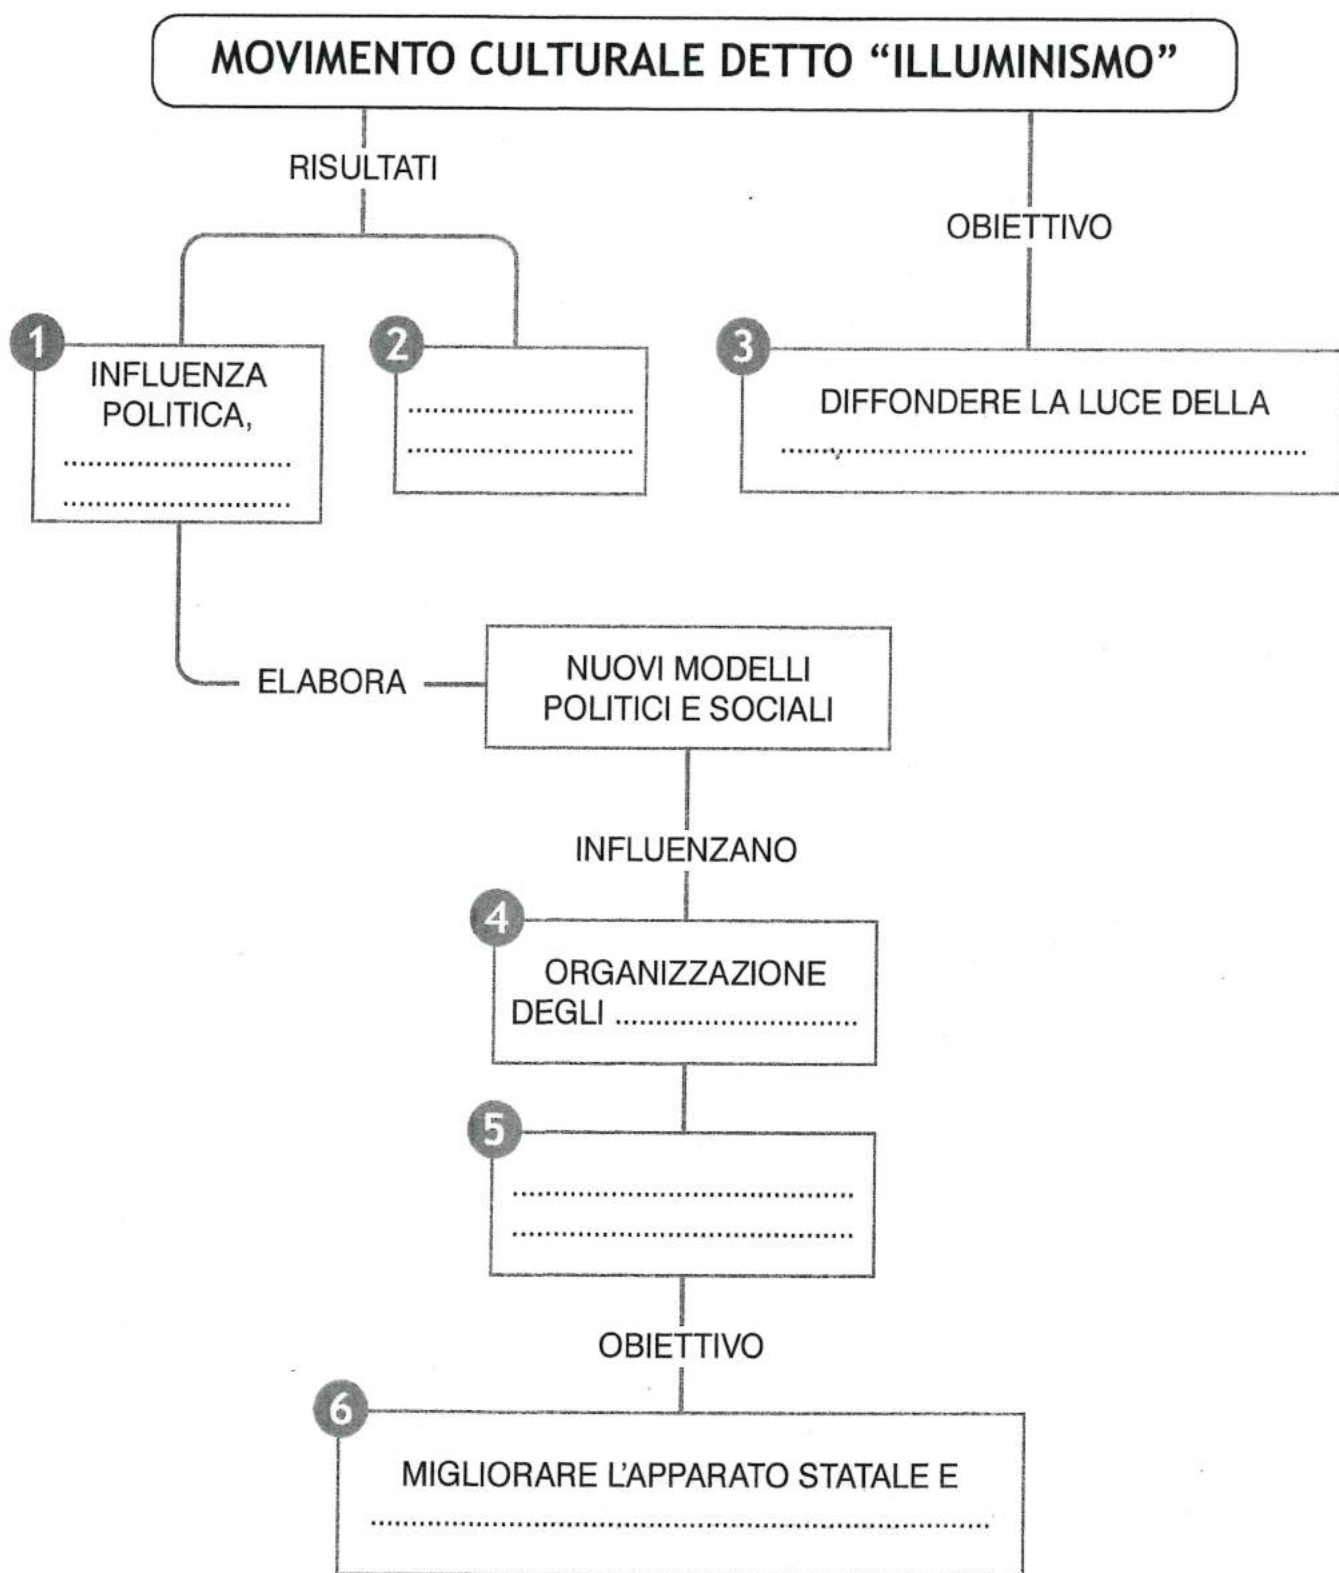 MOVIMENTO CULTURALE DETTO “ILLUMINISMO”
RISULTATI
OBIETTIVO
1
INFLUENZA
POLITICA,
..............................
..............................
2
..............................
..............................
3
DIFFONDERE LA LUCE DELLA
......................................................................
ELABORA
NUOVI MODELLI
POLITICI E SOCIALI
INFLUENZANO
4
ORGANIZZAZIONE
DEGLI ................................
5
.............................................
.............................................
OBIETTIVO
6
MIGLIORARE L’APPARATO STATALE E
..................................................................................